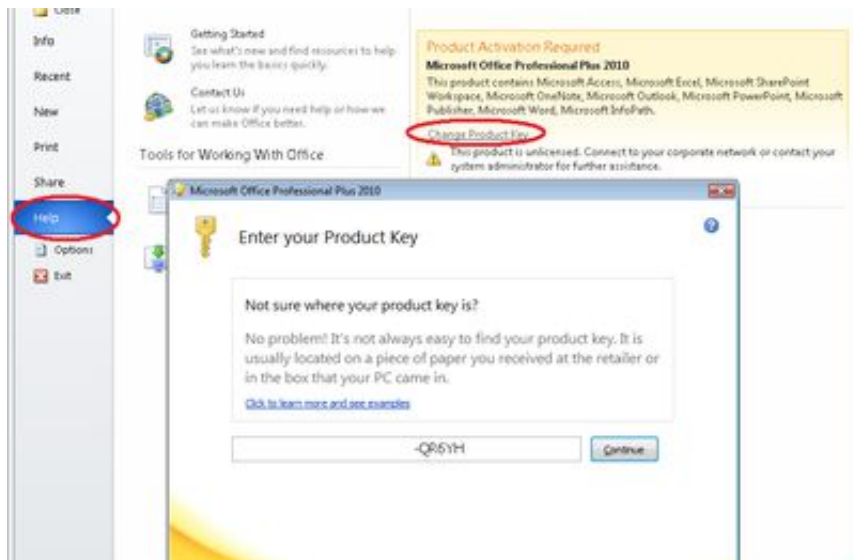 Close
Info
Recent
New
Print
Share
Help
Options
Exit
Getting Started
See what's new and find resources to help
you learn the basics quickly.
Contact Us
Let us know if you need help or how we
can make Office better.
Tools for Working With Office
Product Activation Required
Microsoft Office Professional Plus 2010
This product contains Microsoft Access, Microsoft Excel, Microsoft SharePoint
Workspace, Microsoft OneNote, Microsoft Outlook, Microsoft PowerPoint, Microsoft
Publisher, Microsoft Word, Microsoft InfoPath.
Change Product Key
This product is unlicensed. Connect to your corporate network or contact your
system administrator for further assistance.
Microsoft Office Professional Plus 2010
Enter your Product Key
Not sure where your product key is?
No problem! It's not always easy to find your product key. It is
usually located on a piece of paper you received at the retailer or
in the box that your PC came in.
Click to learn more and see examples
-QR6YH
Continue